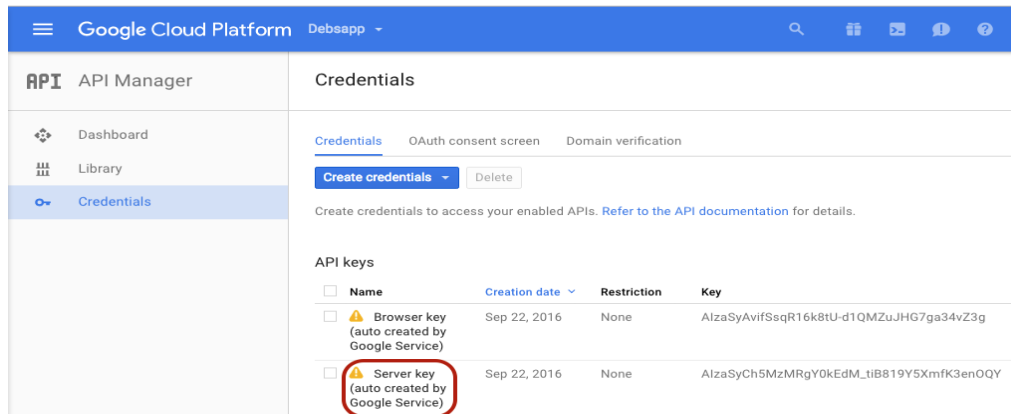 Google Cloud Platform Debsapp
API API Manager
Credentials
Dashboard
Library
Credentials
Credentials OAuth consent screen Domain verification
Create credentials Delete
Create credentials to access your enabled APIs. Refer to the API documentation for details.
API keys
Name Creation date Restriction Key
Browser key Sep 22, 2016 None AIzaSyAvifSsqR16k8tU-d1QMZuJHG7ga34vZ3g
(auto created by
Google Service)
Server key Sep 22, 2016 None AIzaSyCh5MzMRgY0kEdM_tiB819Y5XmfK3enOQY
(auto created by
Google Service)